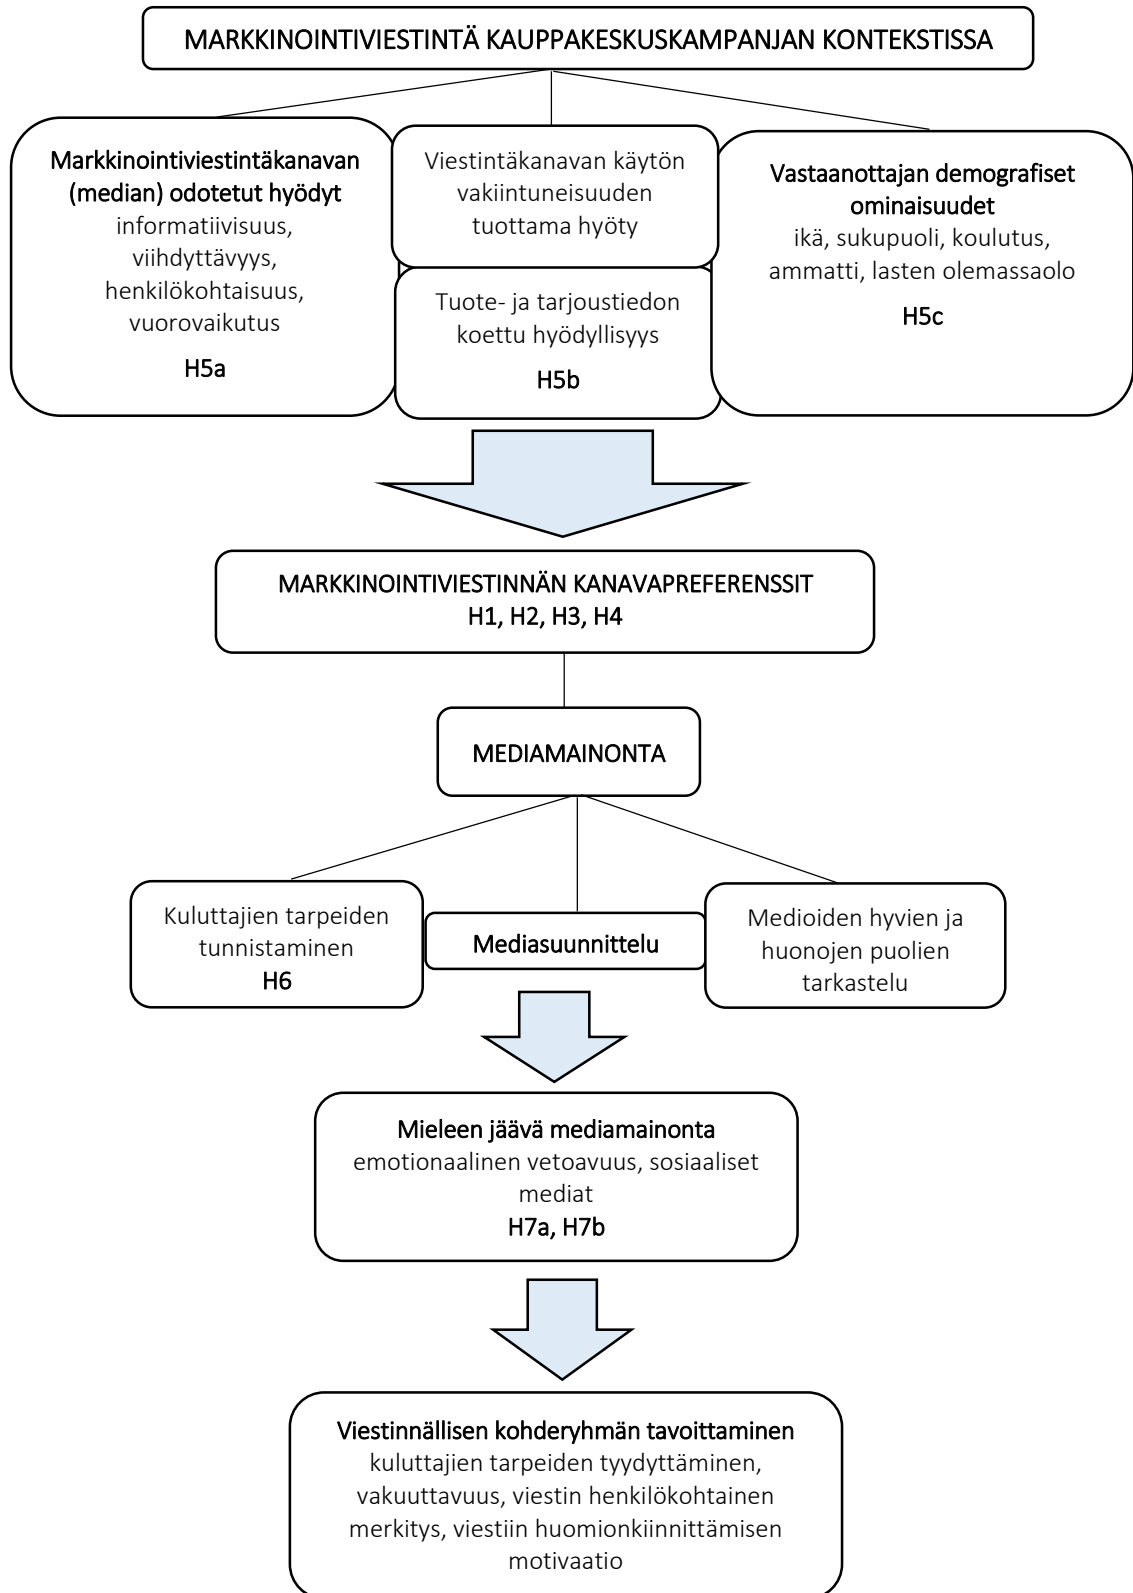 MARKKINOINTIVIESTINTÄ KAUPPAKESKUSKAMPANJAN KONTEKSTISSA
Markkinointiviestintäkanavan
(median) odotetut hyödyt
informatiivisuus,
viihdyttävyys,
henkilökohtaisuus,
vuorovaikutus
H5a
Viestintäkanavan käytön
vakiintuneisuuden
tuottama hyöty
Tuote- ja tarjoustiedon
koettu hyödyllisyys
H5b
Vastaanottajan demografiset
ominaisuudet
ikä, sukupuoli, koulutus,
ammatti, lasten olemassaolo
H5c
MARKKINOINTIVIESTINNÄN KANAVAPREFERENSSIT
H1, H2, H3, H4
MEDIAMAINONTA
Kuluttajien tarpeiden
tunnistaminen
H6
Mediasuunnittelu
Medioiden hyvien ja
huonojen puolien
tarkastelu
Mieleen jäävä mediamainonta
emotionaalinen vetoavuus, sosiaaliset
mediat
H7a, H7b
Viestinnällisen kohderyhmän tavoittaminen
kuluttajien tarpeiden tyydyttäminen,
vakuuttavuus, viestin henkilökohtainen
merkitys, viestiin huomionkiinnittämisen
motivaatio